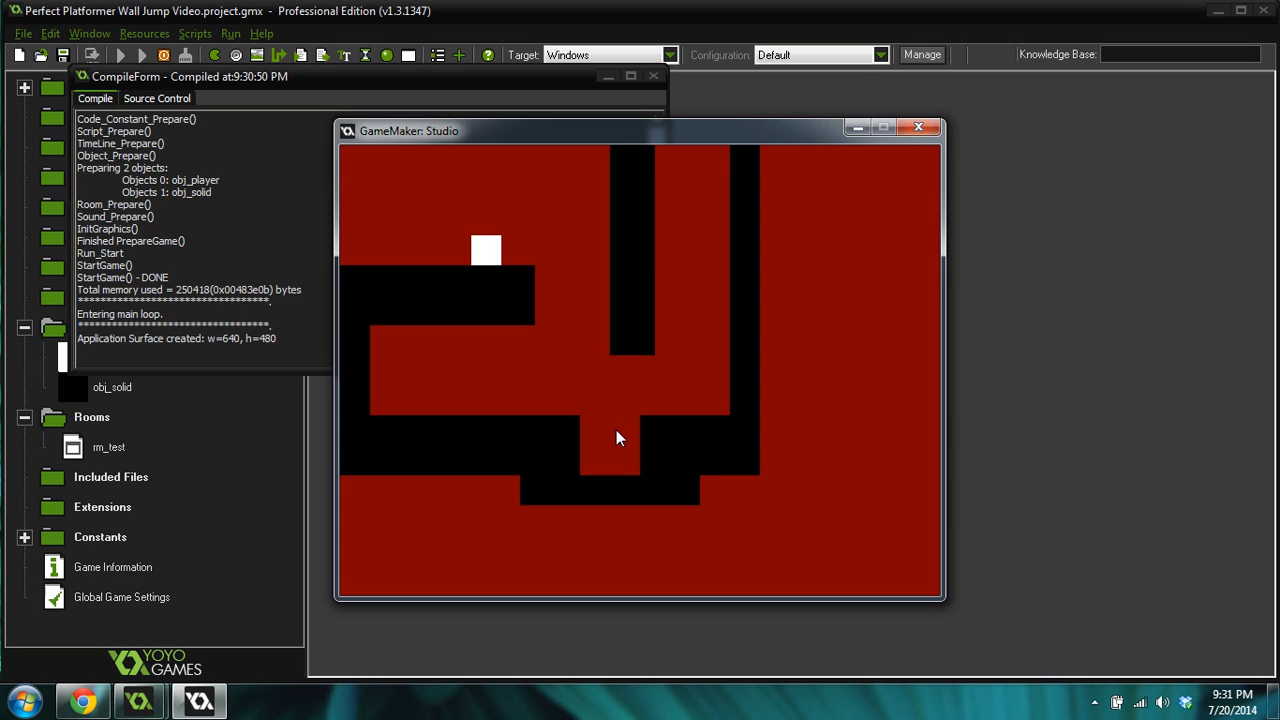 Perfect Platformer Wall Jump Video.project.gmx - Professional Edition (v1.3.1347)
File Edit Window Resources Scripts Run Help
Target: Windows Configuration: Default Manage Knowledge Base:
CompileForm - Compiled at:9:30:50 PM
Compile Source Control
Code_Constant_Prepare()
Script_Prepare()
TimeLine_Prepare()
Object_Prepare()
Preparing 2 objects:
Objects 0: obj_player
Objects 1: obj_solid
Room_Prepare()
Sound_Prepare()
InitGraphics()
Finished PrepareGame()
Run_Start
StartGame()
StartGame() - DONE
Total memory used = 250418(0x00483e0b) bytes
**********************************.
Entering main loop.
**********************************.
Application Surface created: w=640, h=480
GameMaker: Studio
obj_solid
Rooms
rm_test
Included Files
Extensions
Constants
Game Information
Global Game Settings
YOYO
GAMES
9:31 PM
7/20/2014